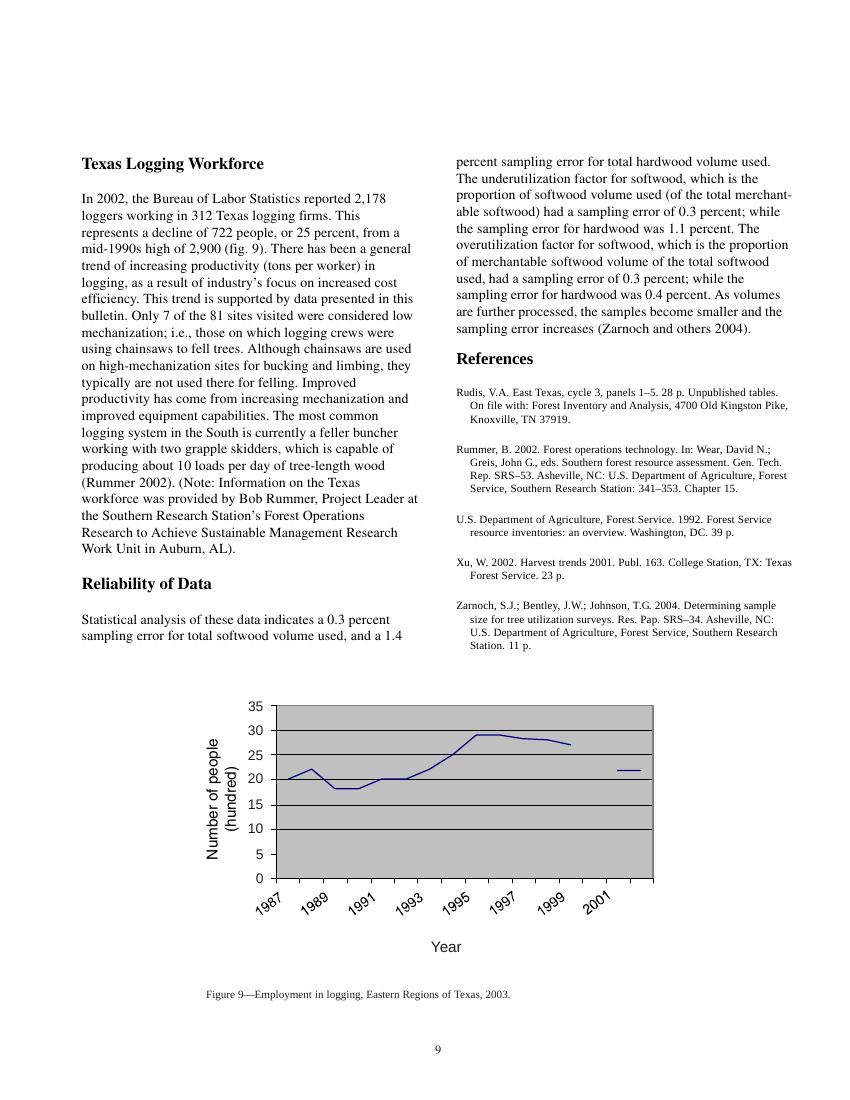 Texas Logging Workforce
In 2002, the Bureau of Labor Statistics reported 2,178
loggers working in 312 Texas logging firms. This
represents a decline of 722 people, or 25 percent, from a
mid-1990s high of 2,900 (fig. 9). There has been a general
trend of increasing productivity (tons per worker) in
logging, as a result of industry’s focus on increased cost
efficiency. This trend is supported by data presented in this
bulletin. Only 7 of the 81 sites visited were considered low
mechanization; i.e., those on which logging crews were
using chainsaws to fell trees. Although chainsaws are used
on high-mechanization sites for bucking and limbing, they
typically are not used there for felling. Improved
productivity has come from increasing mechanization and
improved equipment capabilities. The most common
logging system in the South is currently a feller buncher
working with two grapple skidders, which is capable of
producing about 10 loads per day of tree-length wood
(Rummer 2002). (Note: Information on the Texas
workforce was provided by Bob Rummer, Project Leader at
the Southern Research Station’s Forest Operations
Research to Achieve Sustainable Management Research
Work Unit in Auburn, AL).
Reliability of Data
Statistical analysis of these data indicates a 0.3 percent
sampling error for total softwood volume used, and a 1.4
percent sampling error for total hardwood volume used.
The underutilization factor for softwood, which is the
proportion of softwood volume used (of the total merchant-
able softwood) had a sampling error of 0.3 percent; while
the sampling error for hardwood was 1.1 percent. The
overutilization factor for softwood, which is the proportion
of merchantable softwood volume of the total softwood
used, had a sampling error of 0.3 percent; while the
sampling error for hardwood was 0.4 percent. As volumes
are further processed, the samples become smaller and the
sampling error increases (Zarnoch and others 2004).
References
Rudis, V.A. East Texas, cycle 3, panels 1–5. 28 p. Unpublished tables.
On file with: Forest Inventory and Analysis, 4700 Old Kingston Pike,
Knoxville, TN 37919.
Rummer, B. 2002. Forest operations technology. In: Wear, David N.;
Greis, John G., eds. Southern forest resource assessment. Gen. Tech.
Rep. SRS–53. Asheville, NC: U.S. Department of Agriculture, Forest
Service, Southern Research Station: 341–353. Chapter 15.
U.S. Department of Agriculture, Forest Service. 1992. Forest Service
resource inventories: an overview. Washington, DC. 39 p.
Xu, W. 2002. Harvest trends 2001. Publ. 163. College Station, TX: Texas
Forest Service. 23 p.
Zarnoch, S.J.; Bentley, J.W.; Johnson, T.G. 2004. Determining sample
size for tree utilization surveys. Res. Pap. SRS–34. Asheville, NC:
U.S. Department of Agriculture, Forest Service, Southern Research
Station. 11 p.
Number of people
(hundred)
35
30
25
20
15
10
5
0
1987 1989 1991 1993 1995 1997 1999 2001
Year
Figure 9—Employment in logging, Eastern Regions of Texas, 2003.
9